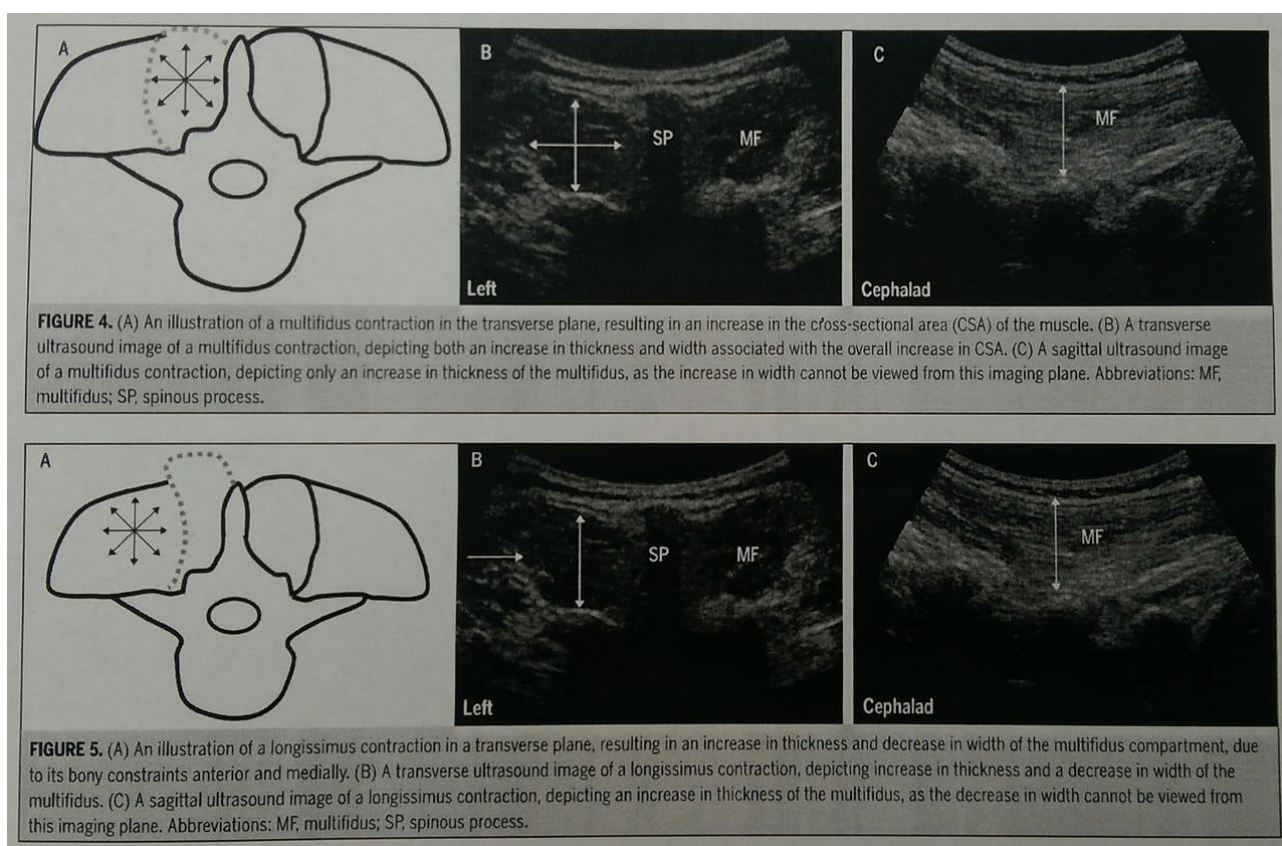 A
B
SP
MF
Left
C
MF
Cephalad
FIGURE 4. (A) An illustration of a multifidus contraction in the transverse plane, resulting in an increase in the cross-sectional area (CSA) of the muscle. (B) A transverse
ultrasound image of a multifidus contraction, depicting both an increase in thickness and width associated with the overall increase in CSA. (C) A sagittal ultrasound image
of a multifidus contraction, depicting only an increase in thickness of the multifidus, as the increase in width cannot be viewed from this imaging plane. Abbreviations: MF,
multifidus; SP, spinous process.
A
B
SP
MF
Left
C
MF
Cephalad
FIGURE 5. (A) An illustration of a longissimus contraction in a transverse plane, resulting in an increase in thickness and decrease in width of the multifidus compartment, due
to its bony constraints anterior and medially. (B) A transverse ultrasound image of a longissimus contraction, depicting increase in thickness and a decrease in width of the
multifidus. (C) A sagittal ultrasound image of a longissimus contraction, depicting an increase in thickness of the multifidus, as the decrease in width cannot be viewed from
this imaging plane. Abbreviations: MF, multifidus; SP, spinous process.